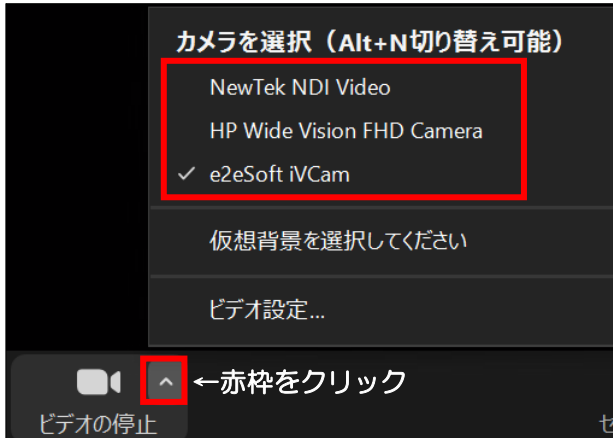 カメラを選択（Alt+N切り替え可能）
NewTek NDI Video
HP Wide Vision FHD Camera
✓ e2eSoft iVCam
仮想背景を選択してください
ビデオ設定...
←赤枠をクリック
ビデオの停止
セ